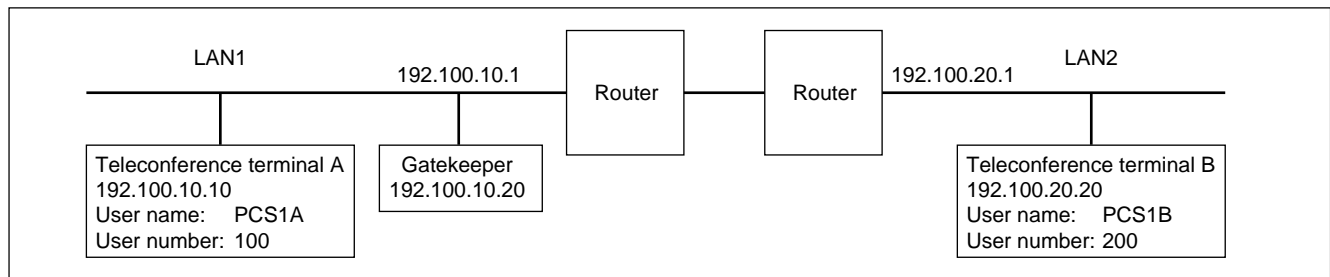 LAN1
192.100.10.1
Router
Router
192.100.20.1
LAN2
Teleconference terminal A
192.100.10.10
User name: PCS1A
User number: 100
Gatekeeper
192.100.10.20
Teleconference terminal B
192.100.20.20
User name: PCS1B
User number: 200